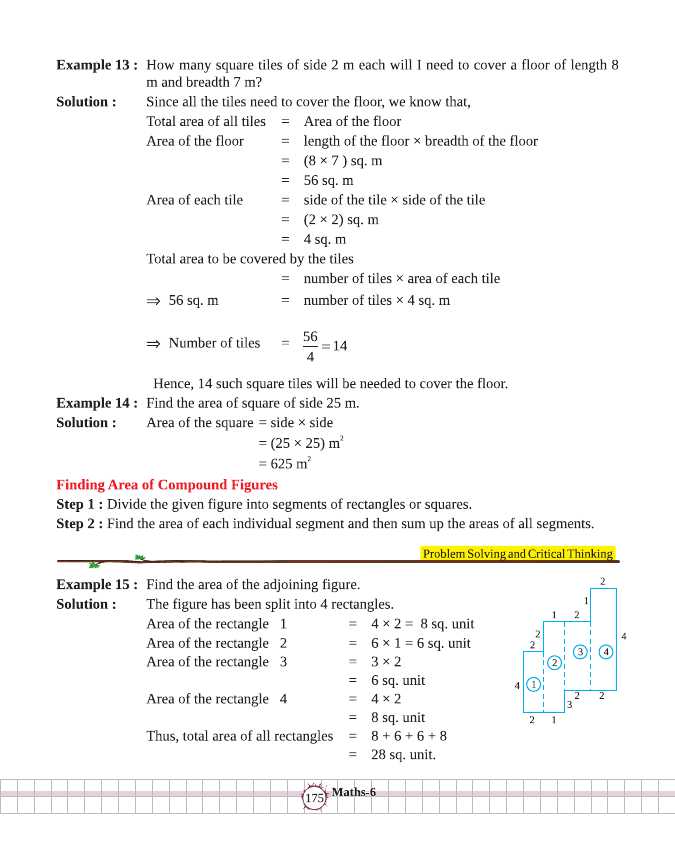 Example 13 : How many square tiles of side 2 m each will I need to cover a floor of length 8
m and breadth 7 m?
Solution : Since all the tiles need to cover the floor, we know that,
Total area of all tiles = Area of the floor
Area of the floor = length of the floor × breadth of the floor
= (8 × 7 ) sq. m
= 56 sq. m
Area of each tile = side of the tile × side of the tile
= (2 × 2) sq. m
= 4 sq. m
Total area to be covered by the tiles
= number of tiles × area of each tile
⇒ 56 sq. m = number of tiles × 4 sq. m
⇒ Number of tiles = 56/4 = 14
Hence, 14 such square tiles will be needed to cover the floor.
Example 14 : Find the area of square of side 25 m.
Solution : Area of the square = side × side
= (25 × 25) m²
= 625 m²
Finding Area of Compound Figures
Step 1 : Divide the given figure into segments of rectangles or squares.
Step 2 : Find the area of each individual segment and then sum up the areas of all segments.
Problem Solving and Critical Thinking
Example 15 : Find the area of the adjoining figure.
Solution : The figure has been split into 4 rectangles.
Area of the rectangle 1 = 4 × 2 = 8 sq. unit
Area of the rectangle 2 = 6 × 1 = 6 sq. unit
Area of the rectangle 3 = 3 × 2
= 6 sq. unit
Area of the rectangle 4 = 4 × 2
= 8 sq. unit
Thus, total area of all rectangles = 8 + 6 + 6 + 8
= 28 sq. unit.
2
1
1 2
2
2
4
3 4
2
4
1
2 2
3
2 1
175 Maths-6